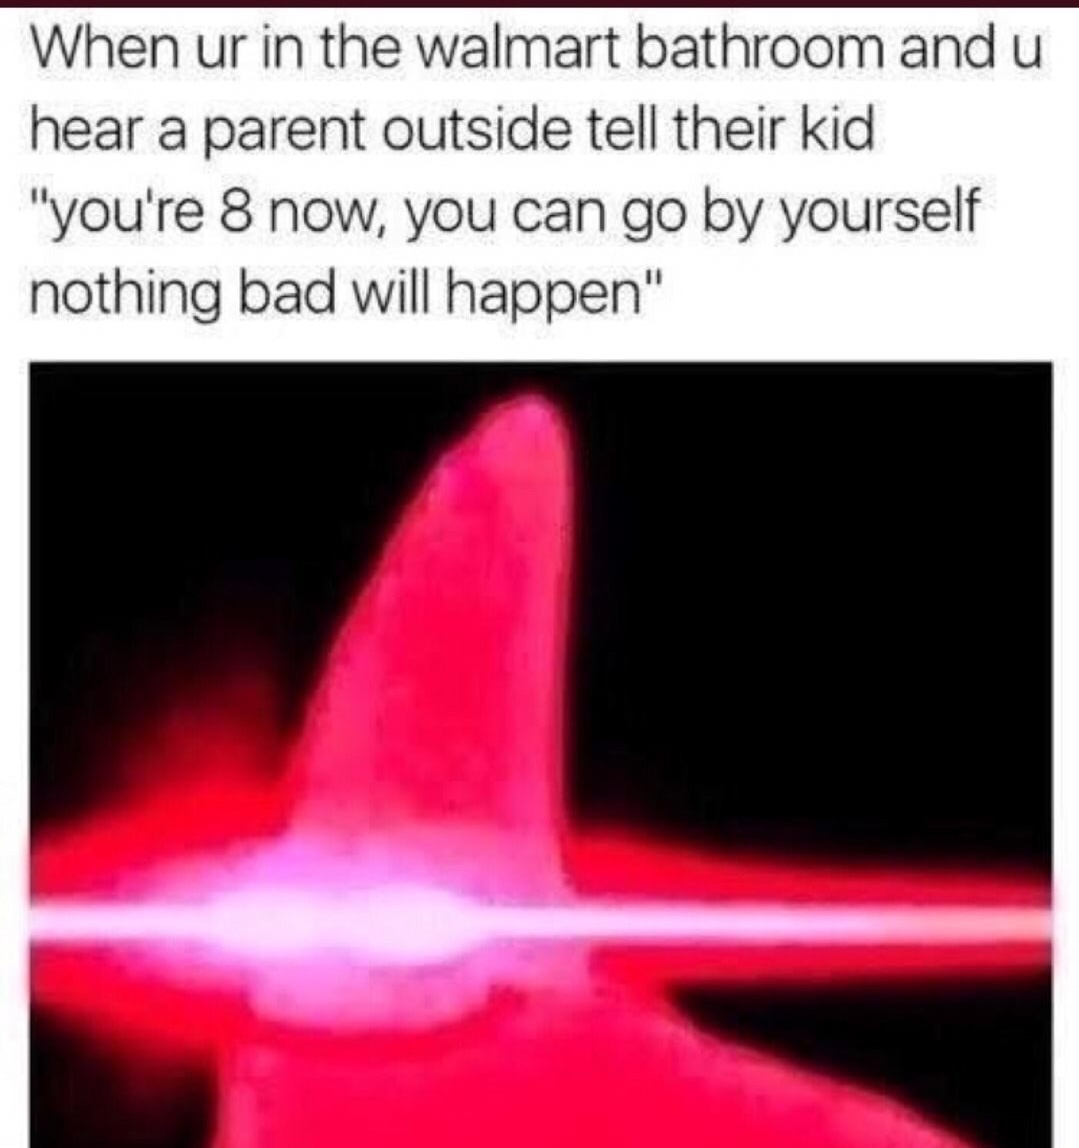 When ur in the walmart bathroom and u
hear a parent outside tell their kid
"you're 8 now, you can go by yourself
nothing bad will happen"